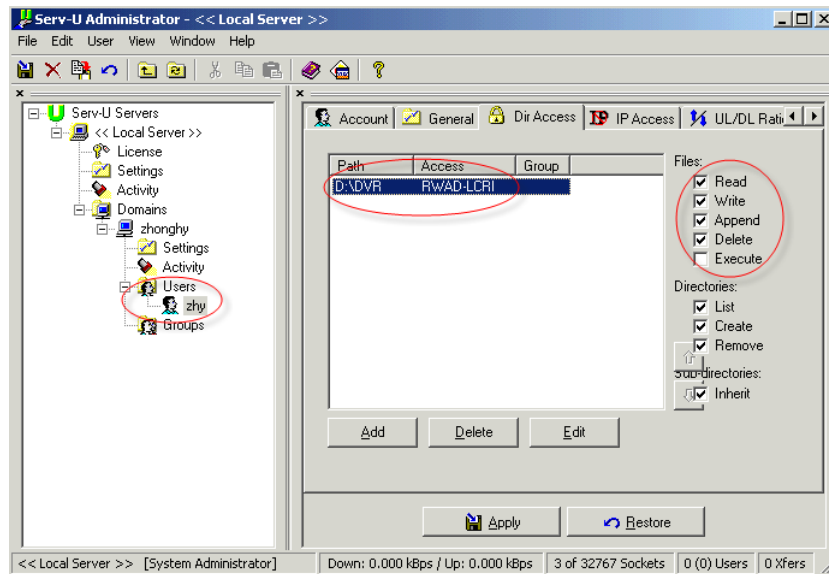 Serv-U Administrator - << Local Server >>
File Edit User View Window Help
Serv-U Servers
<< Local Server >>
License
Settings
Activity
Domains
zhonghy
Settings
Activity
Users
zhy
Groups
Account General Dir Access IP Access UL/DL Rati
Path Access Group
D:\DVR RWAD-LCRI
Files:
Read
Write
Append
Delete
Execute
Directories:
List
Create
Remove
Sub-directories:
Inherit
Add Delete Edit
Apply Restore
<< Local Server >> [System Administrator] Down: 0.000 kBps / Up: 0.000 kBps 3 of 32767 Sockets 0 (0) Users 0 Xfers